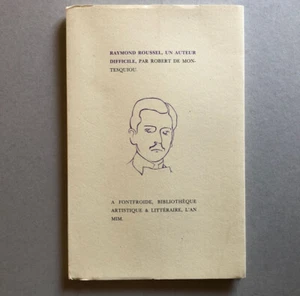 RAYMOND ROUSSEL, UN AUTEUR
DIFFICILE, PAR ROBERT DE MON-
TESQUIOU
A FONTFROIDE, BIBLIOTHÈQUE
ARTISTIQUE & LITTÉRAIRE, L'AN
MIM